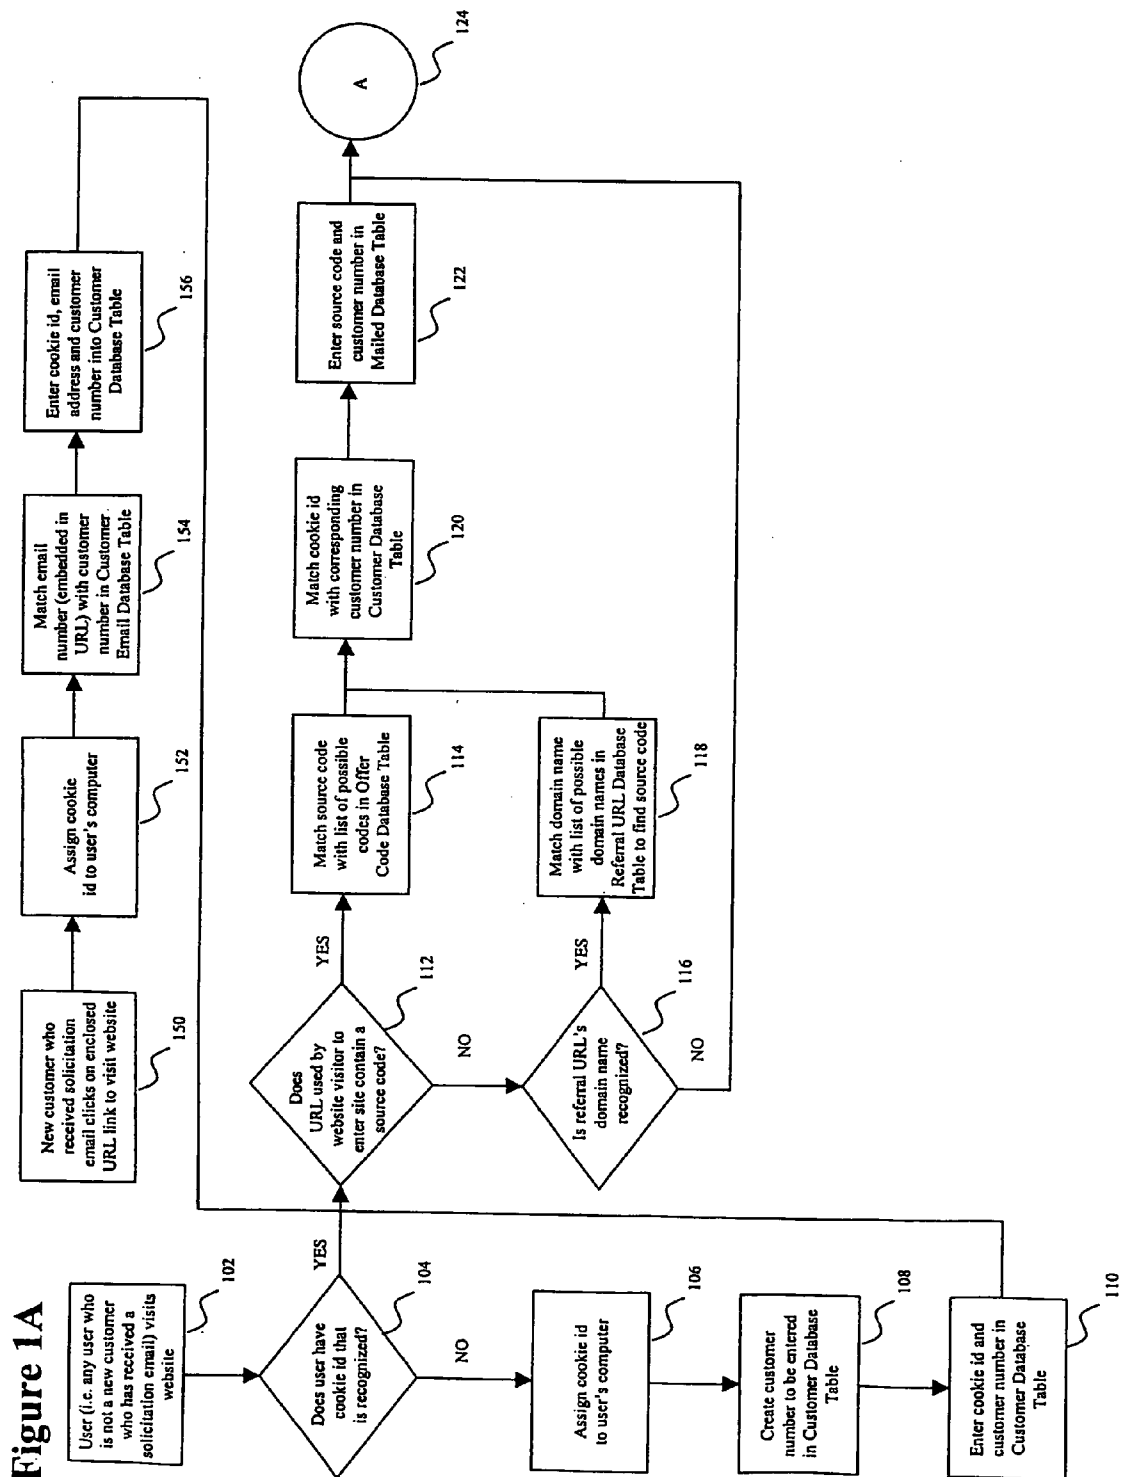 Figure 1A
User (i.e. any user who
is not a new customer
who has received a
solicitation email) visits
website
102
Does user have
cookie id that
is recognized?
104
YES
NO
Assign cookie id
to user's computer
106
Create customer
number to be entered
in Customer Database
Table
108
Enter cookie id and
customer number in
Customer Database
Table
110
New customer who
received solicitation
email clicks on enclosed
URL link to visit website
150
Assign cookie
id to user's computer
152
Match email
number (embedded in
URL) with customer
number in Customer
Email Database Table
154
Enter cookie id, email
address and customer
number into Customer
Database Table
156
Does
URL used by
website visitor to
enter site contain a
source code?
112
YES
NO
Match source code
with list of possible
codes in Offer
Code Database Table
114
Is referral URL's
domain name
recognized?
116
YES
NO
Match domain name
with list of possible
domain names in
Referral URL Database
Table to find source code
118
Match cookie id
with corresponding
customer number in
Customer Database
Table
120
Enter source code and
customer number in
Mailed Database Table
122
A
124